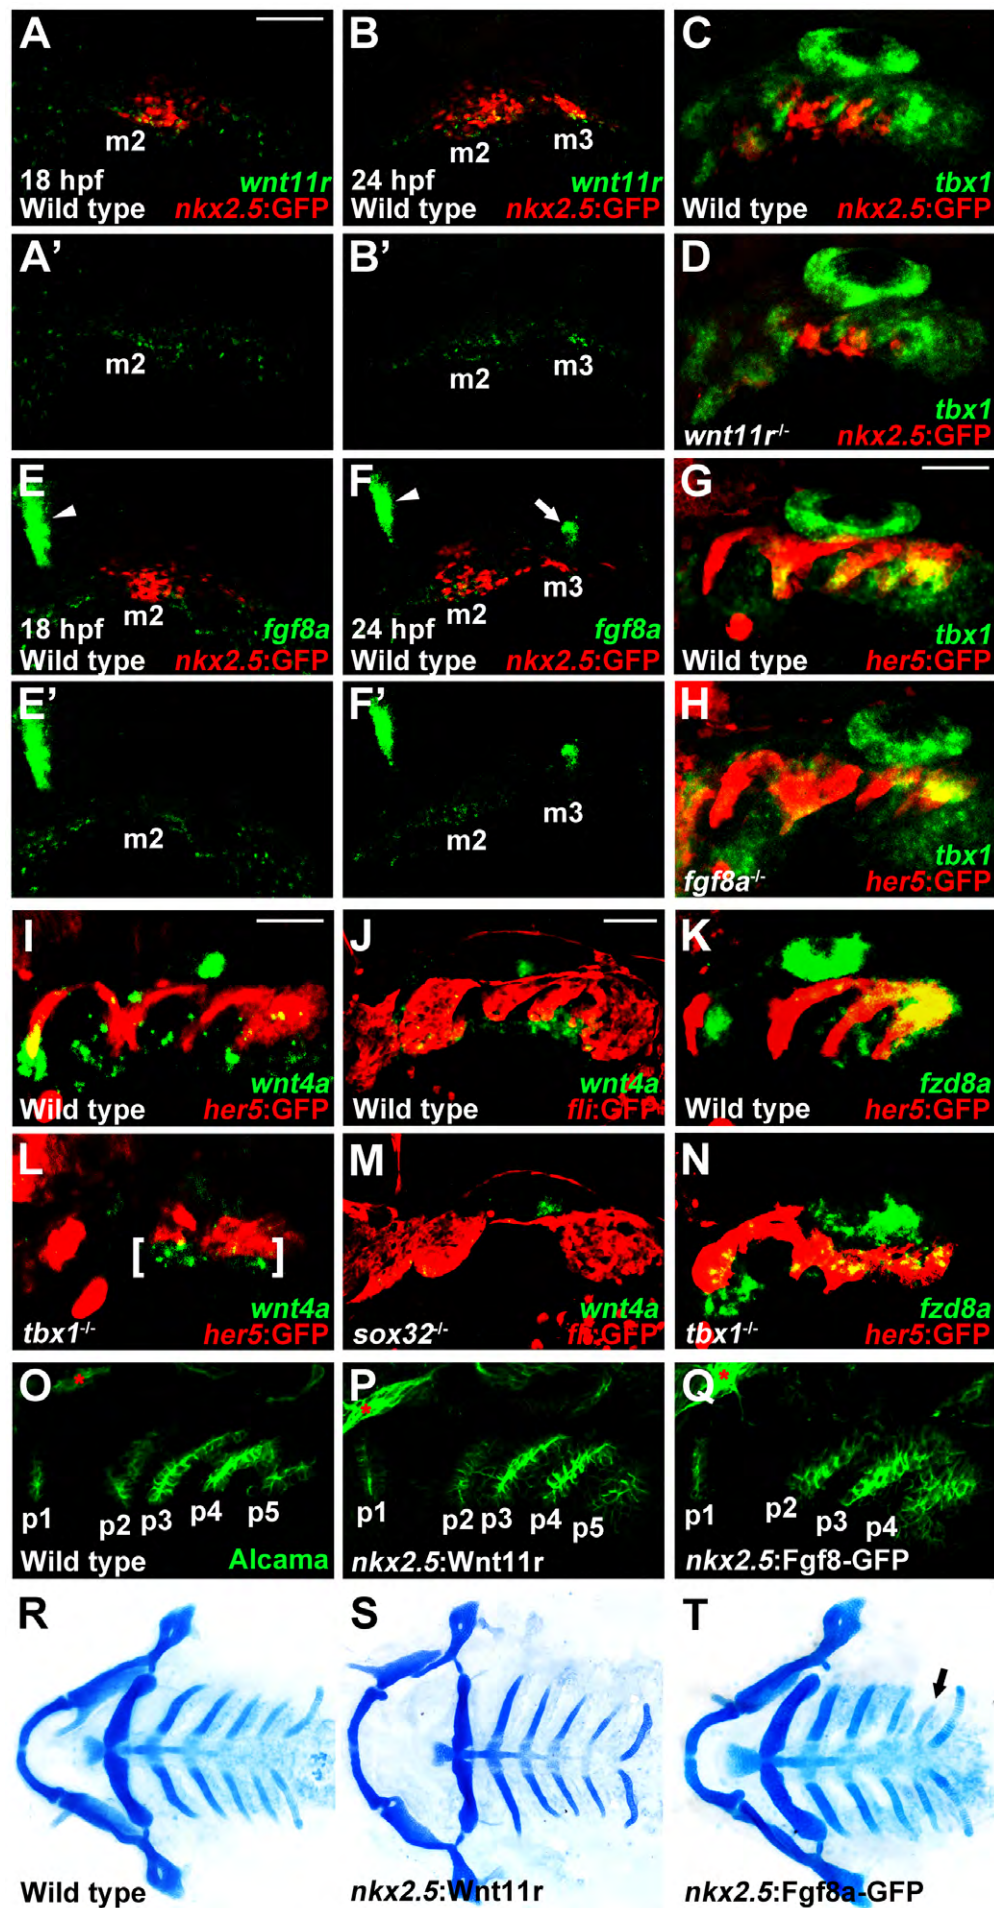 A
m2
18 hpf
wnt11r
Wild type
nkx2.5:GFP
B
m2
m3
24 hpf
wnt11r
Wild type
nkx2.5:GFP
C
tbx1
Wild type
nkx2.5:GFP
A'
m2
B'
m2
m3
D
tbx1
wnt11r-/-
nkx2.5:GFP
E
m2
18 hpf
fgf8a
Wild type
nkx2.5:GFP
F
m2
m3
24 hpf
fgf8a
Wild type
nkx2.5:GFP
G
tbx1
Wild type
her5:GFP
E'
m2
F'
m2
m3
H
tbx1
fgf8a-/-
her5:GFP
I
wnt4a
Wild type
her5:GFP
J
wnt4a
Wild type
fli:GFP
K
fzd8a
Wild type
her5:GFP
L
[ ]
wnt4a
tbx1-/-
her5:GFP
M
wnt4a
sox32-/-
fli:GFP
N
fzd8a
tbx1-/-
her5:GFP
O
*
p1
p2
p3
p4
p5
Wild type
Alcama
P
*
p1
p2
p3
p4
p5
nkx2.5:Wnt11r
Q
*
p1
p2
p3
p4
nkx2.5:Fgf8-GFP
R
Wild type
S
nkx2.5:Wnt11r
T
nkx2.5:Fgf8a-GFP